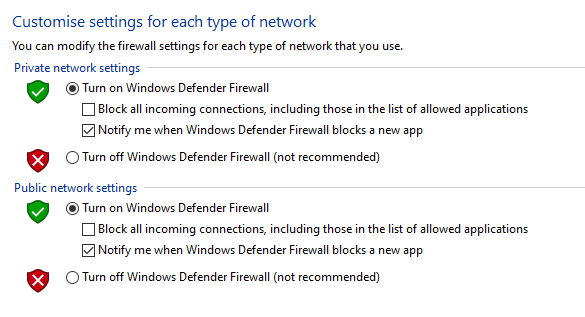 Customise settings for each type of network
You can modify the firewall settings for each type of network that you use.
Private network settings
Turn on Windows Defender Firewall
Block all incoming connections, including those in the list of allowed applications
Notify me when Windows Defender Firewall blocks a new app
Turn off Windows Defender Firewall (not recommended)
Public network settings
Turn on Windows Defender Firewall
Block all incoming connections, including those in the list of allowed applications
Notify me when Windows Defender Firewall blocks a new app
Turn off Windows Defender Firewall (not recommended)